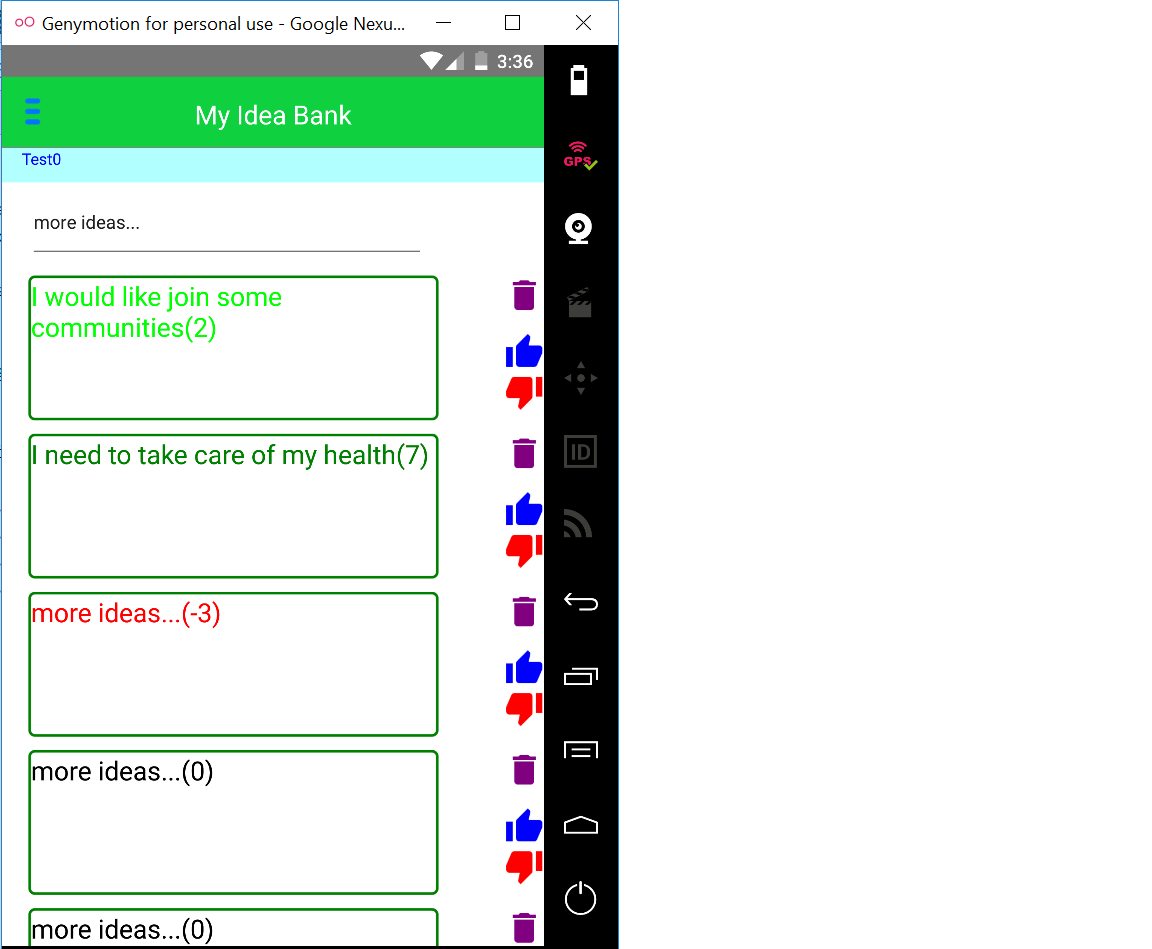 Genymotion for personal use - Google Nexu...
3:36
My Idea Bank
Test0
more ideas...
I would like join some
communities(2)
I need to take care of my health(7)
more ideas...(-3)
more ideas...(0)
more ideas...(0)
GPS
ID